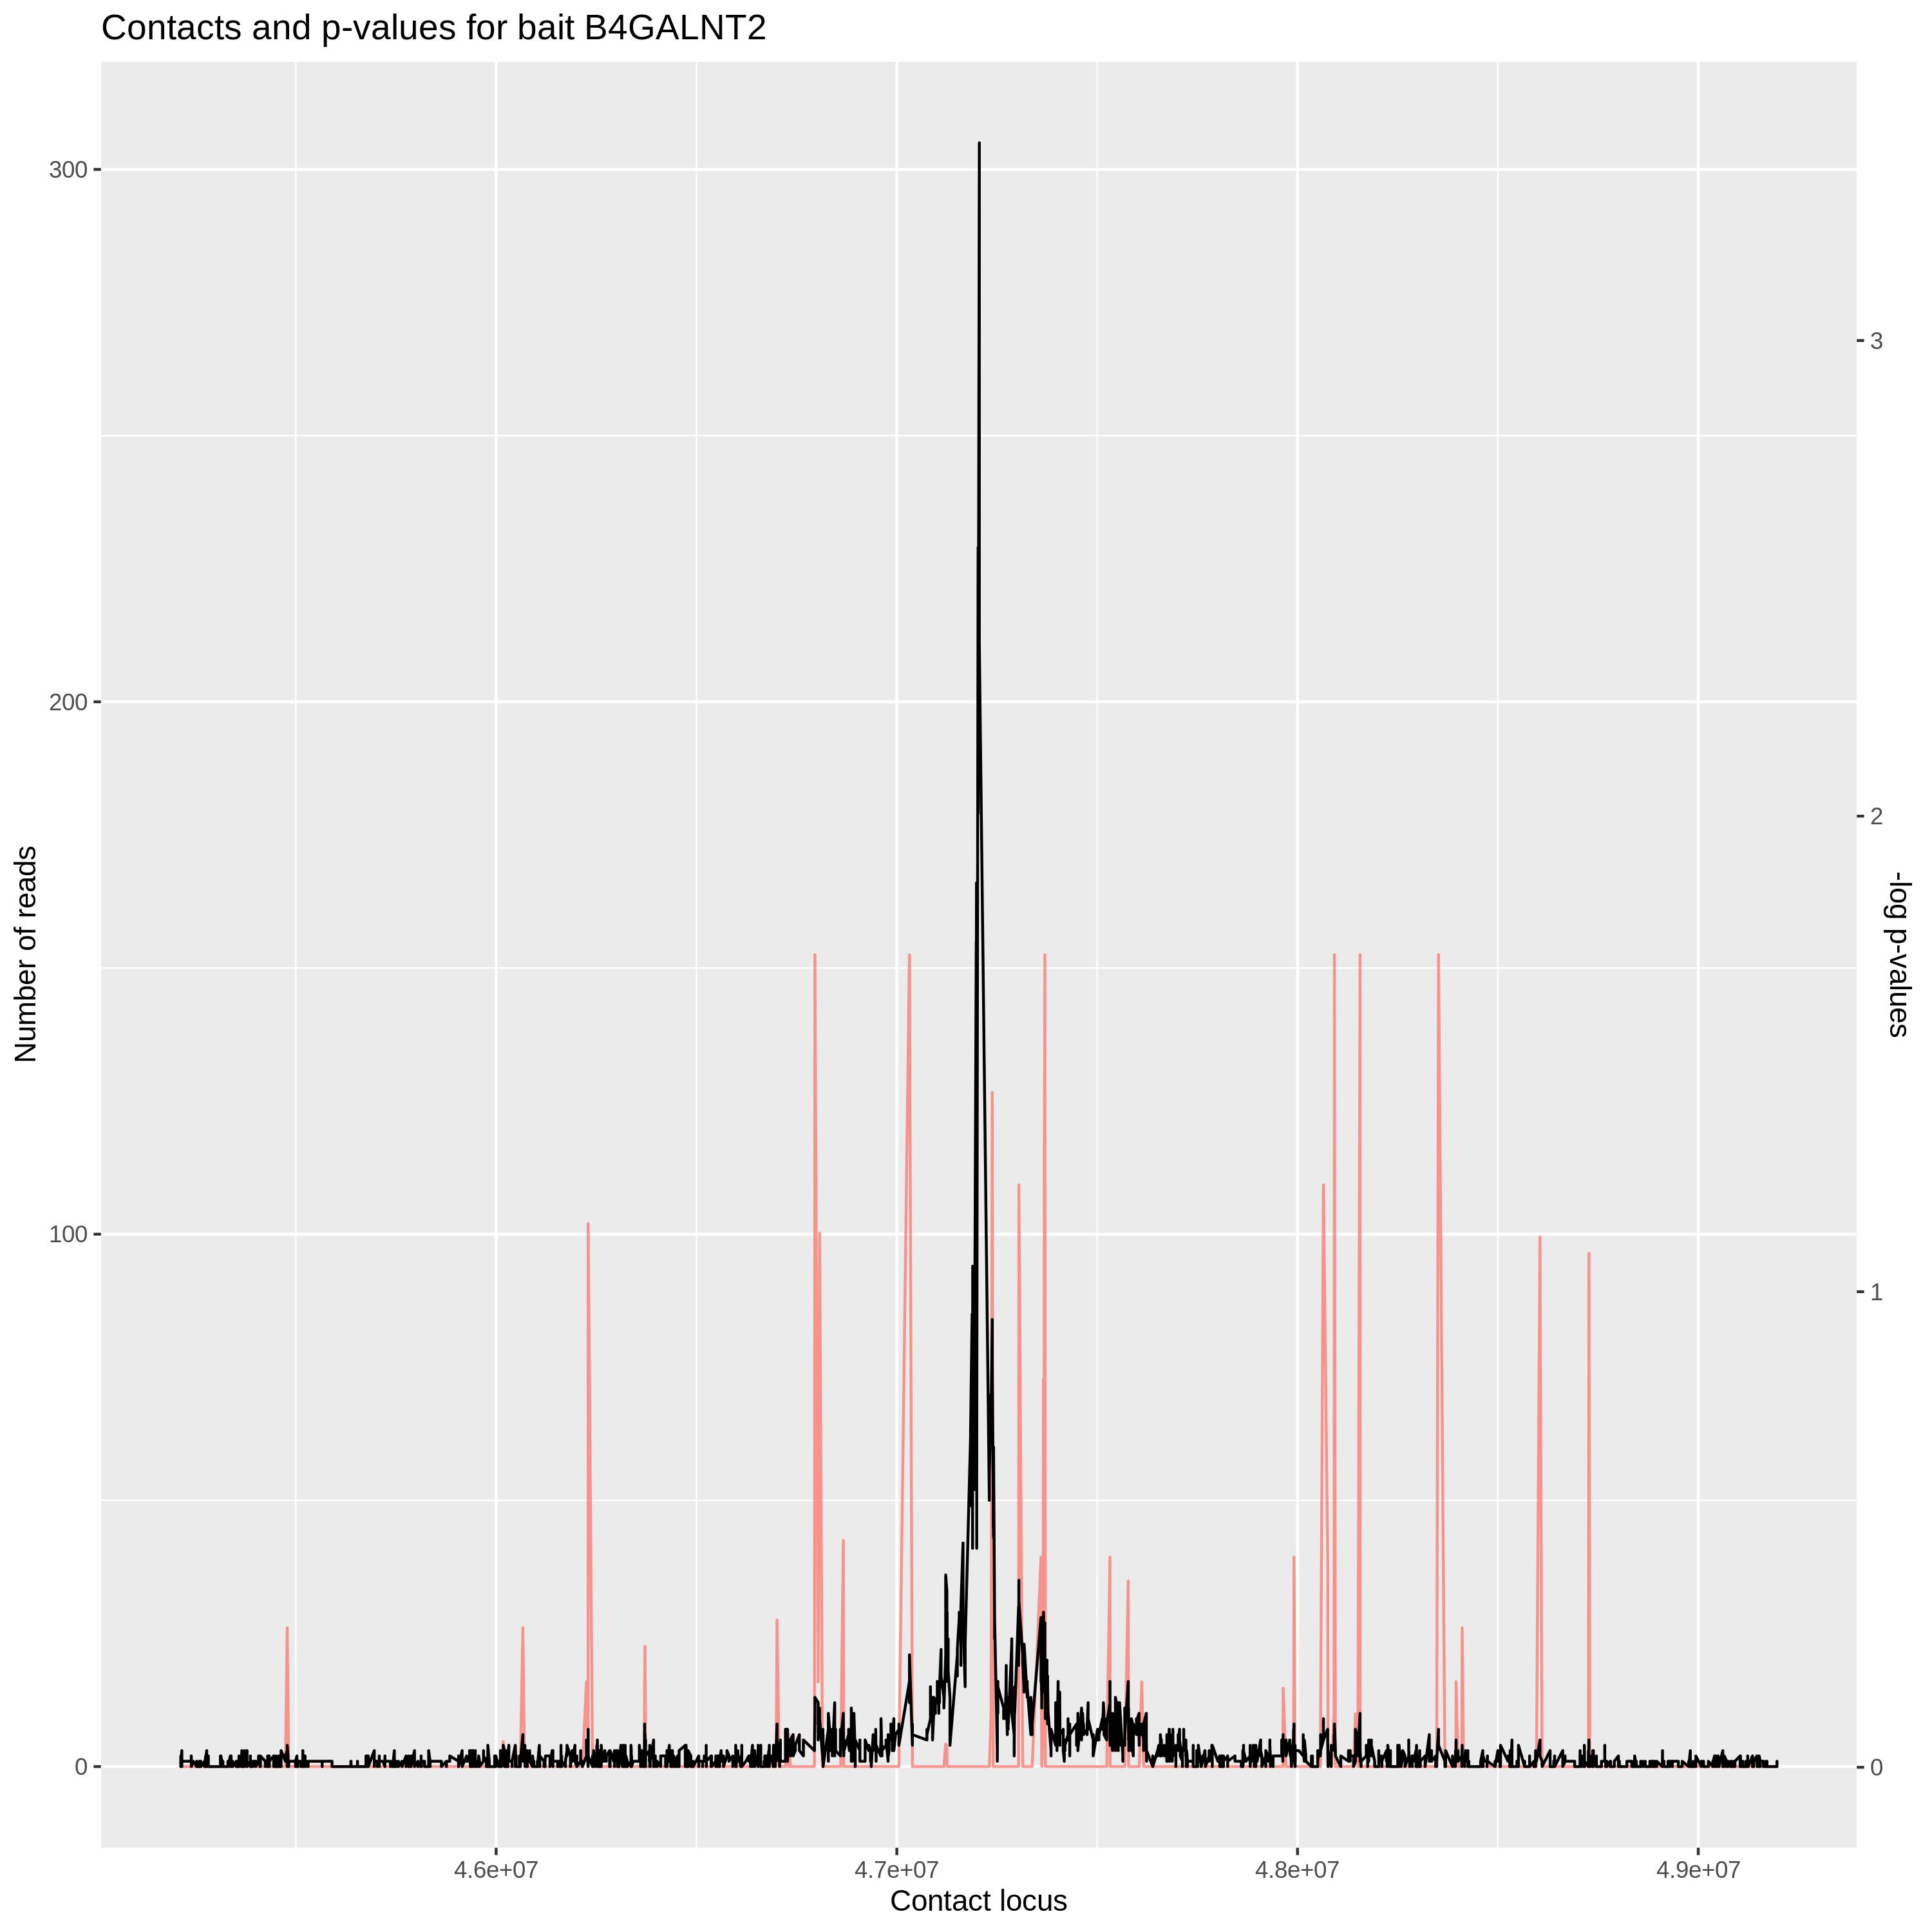 Contacts and p-values for bait B4GALNT2
300
200
100
0
Number of reads
3
2
1
0
-log p-values
4.6e+07
4.7e+07
4.8e+07
4.9e+07
Contact locus